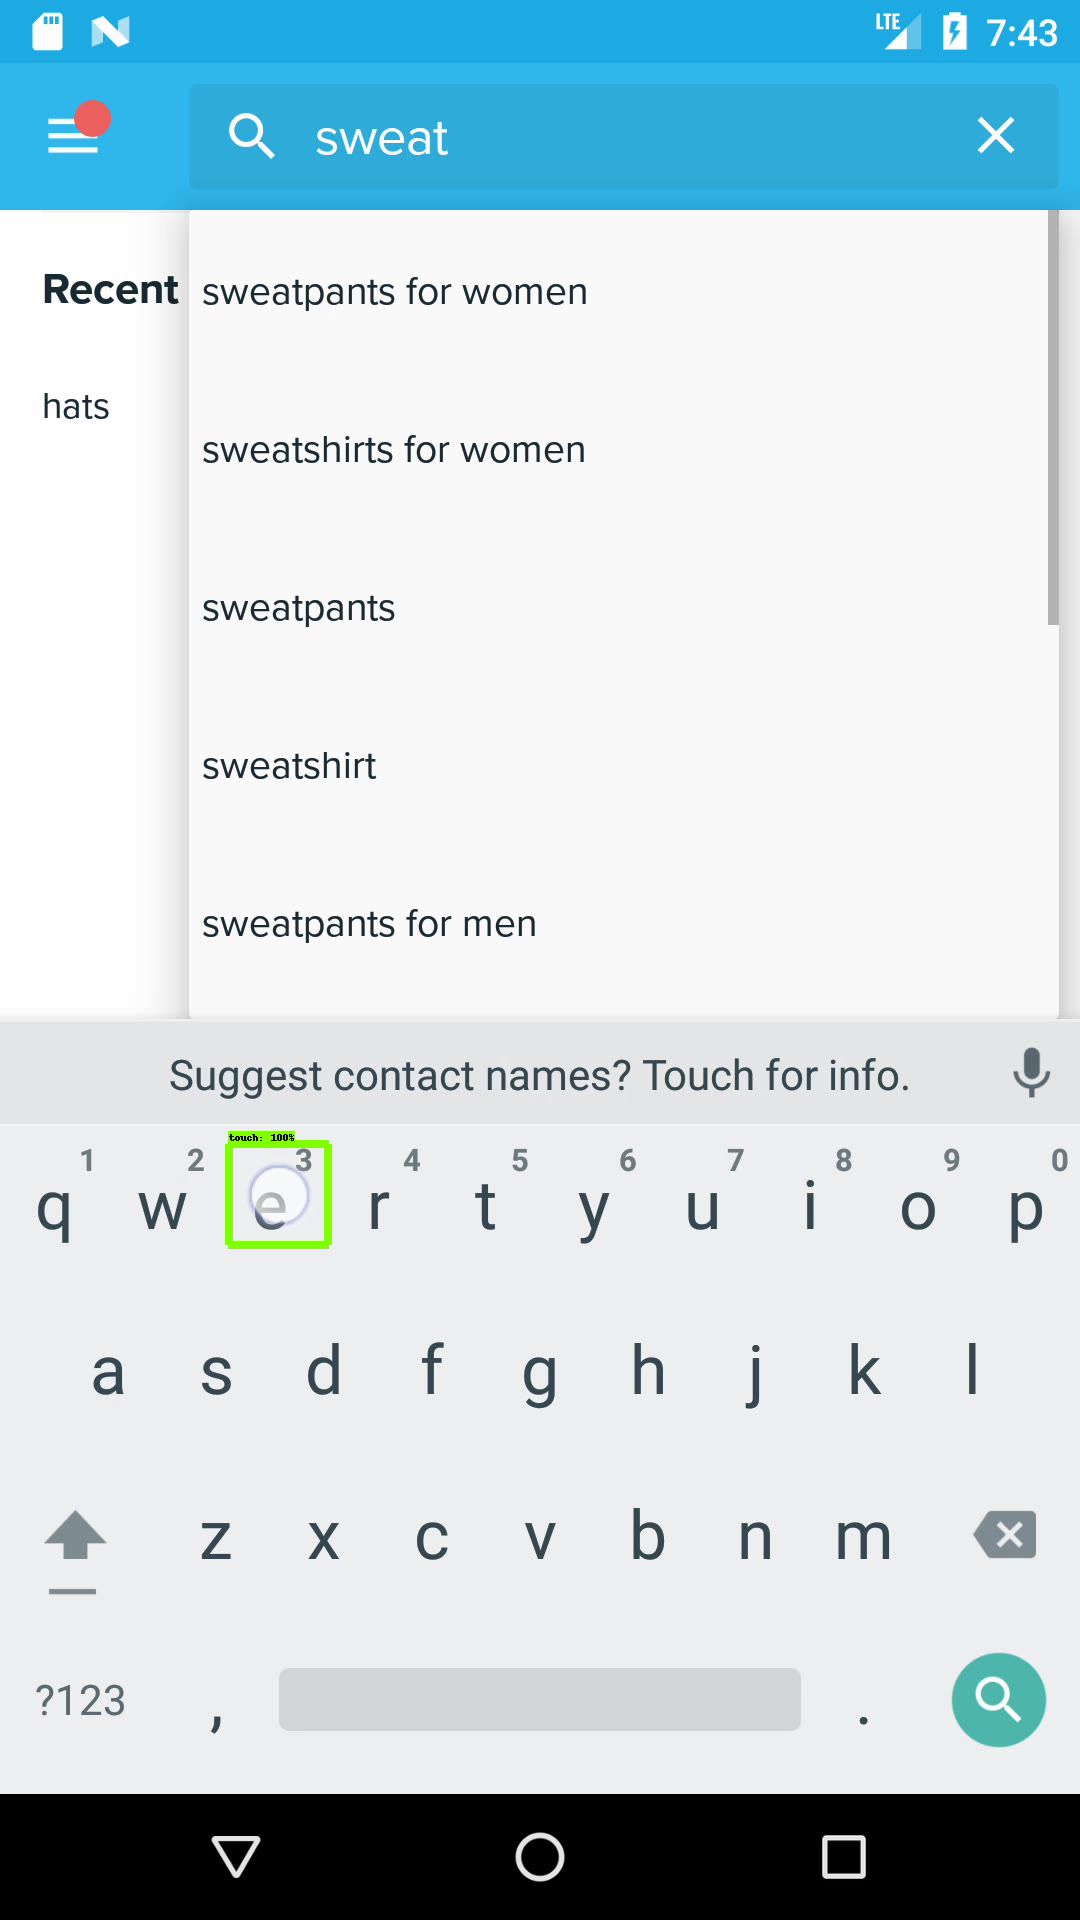 LTE 7:43
sweat
Recent
hats
sweatpants for women
sweatshirts for women
sweatpants
sweatshirt
sweatpants for men
Suggest contact names? Touch for info.
touch: 100%
1 2 3 4 5 6 7 8 9 0
q w e r t y u i o p
a s d f g h j k l
z x c v b n m
?123 , .